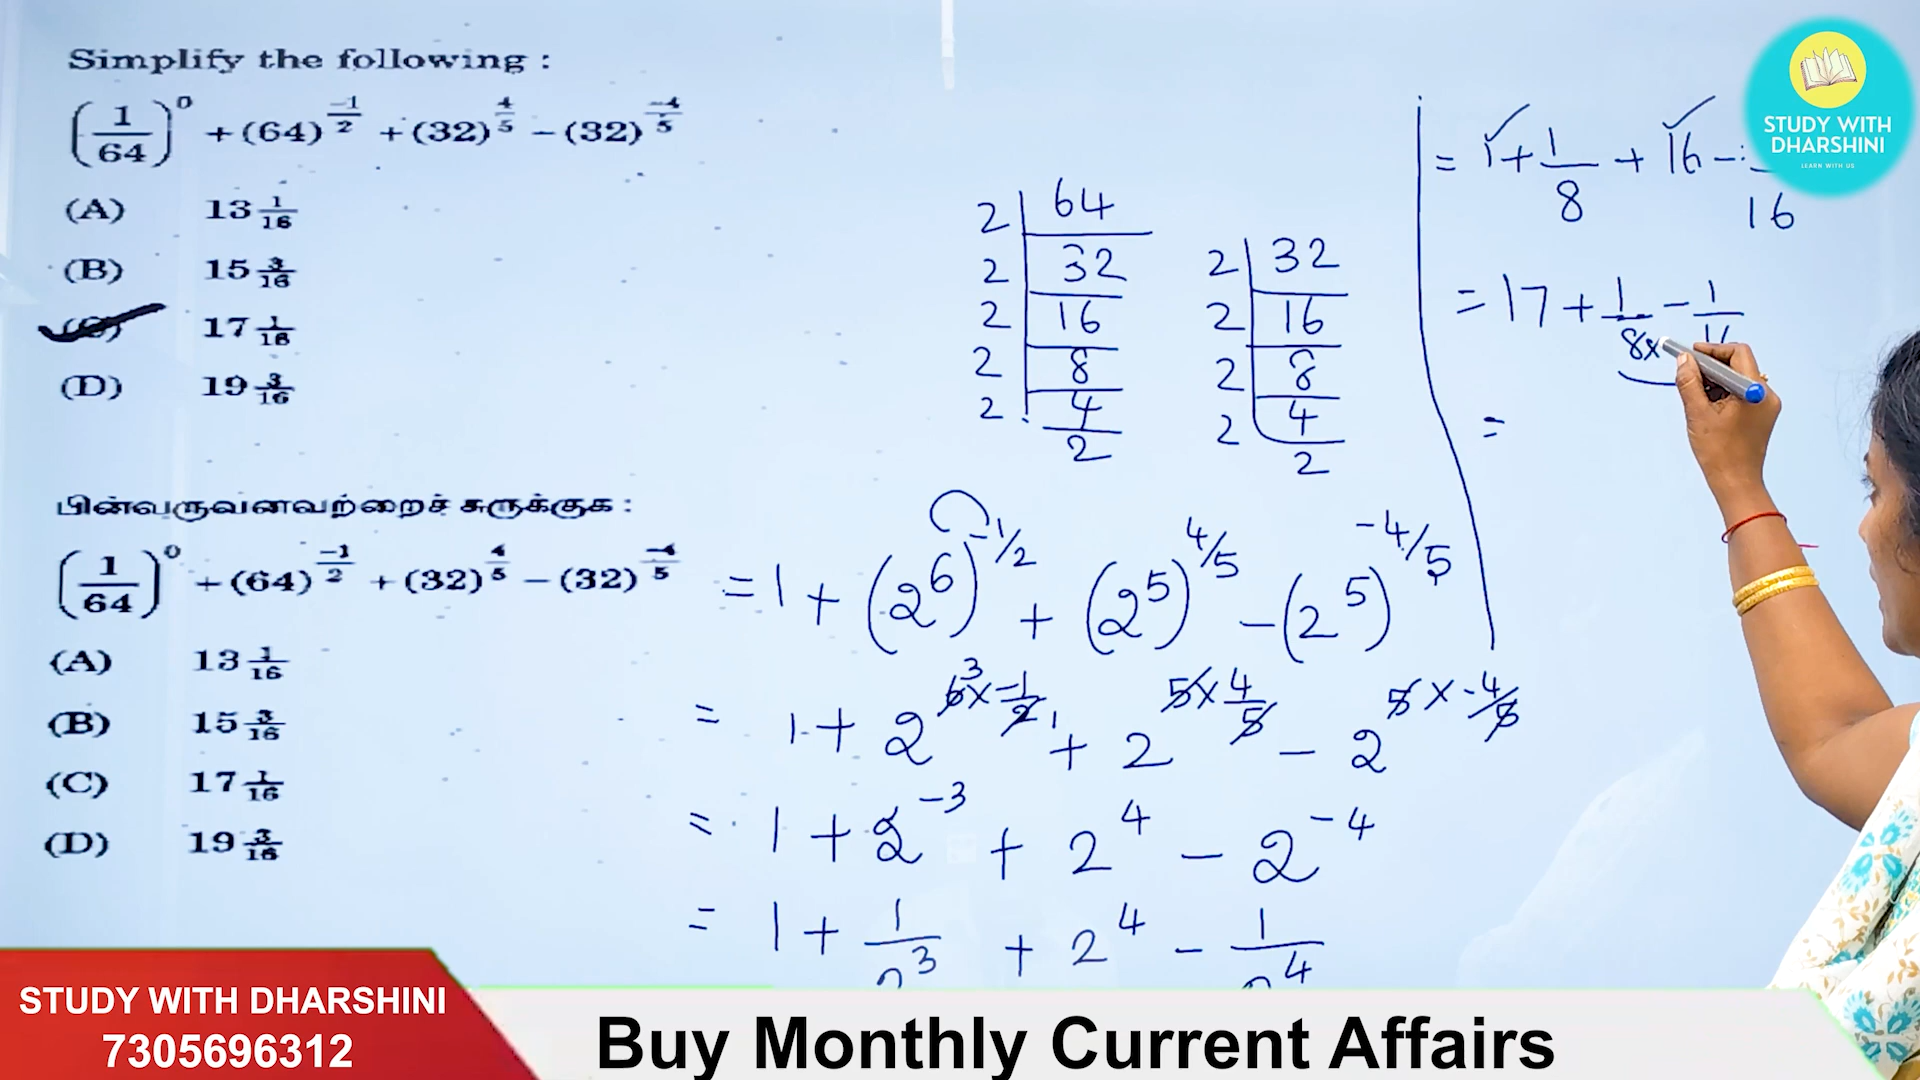 Simplify the following :
(1/64)^0 + (64)^(-1/2) + (32)^(4/5) − (32)^(-4/5)
(A) 13 1/16
(B) 15 3/16
(C) 17 1/16
(D) 19 3/16
பின்வருவனவற்றைச் சுருக்குக :
(1/64)^0 + (64)^(-1/2) + (32)^(4/5) − (32)^(-4/5)
(A) 13 1/16
(B) 15 3/16
(C) 17 1/16
(D) 19 3/16
2 | 64
2 | 32
2 | 16
2 | 8
2 | 4
2
2 | 32
2 | 16
2 | 8
2 | 4
2
= 1 + (2^6)^(-1/2) + (2^5)^(4/5) − (2^5)^(-4/5)
= 1 + 2^(6 3 x -1/2 1) + 2^(5x 4/5) − 2^(5 x -4/5)
= 1 + 2^-3 + 2^4 − 2^-4
= 1 + 1/2^3 + 2^4 − 1/2^4
= 1 + 1/8 + 16 − /16
= 17 + 1/8x − 1/
=
STUDY WITH
DHARSHINI
LEARN WITH US
STUDY WITH DHARSHINI
7305696312
Buy Monthly Current Affairs